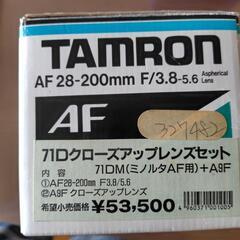 TAMRON
AF 28-200mm F/3.8-5.6 Aspherical Lens
AF
327482
71Dクローズアップレンズセット
内容 71DM(ミノルタAF用)+A9F
①AF28-200mm F3.8/5.6
②A9F クローズアップレンズ
希望小売価格 ¥53,500
4960371001005